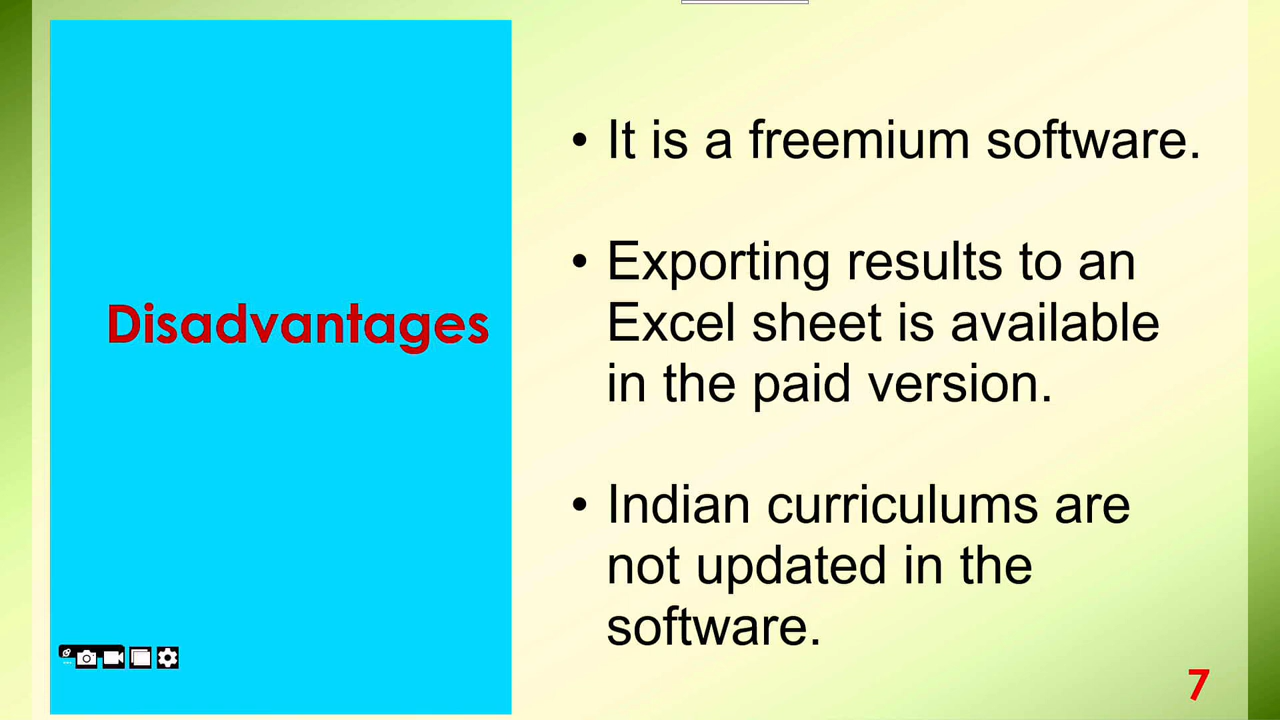 Disadvantages
• It is a freemium software.
• Exporting results to an
Excel sheet is available
in the paid version.
• Indian curriculums are
not updated in the
software.
7